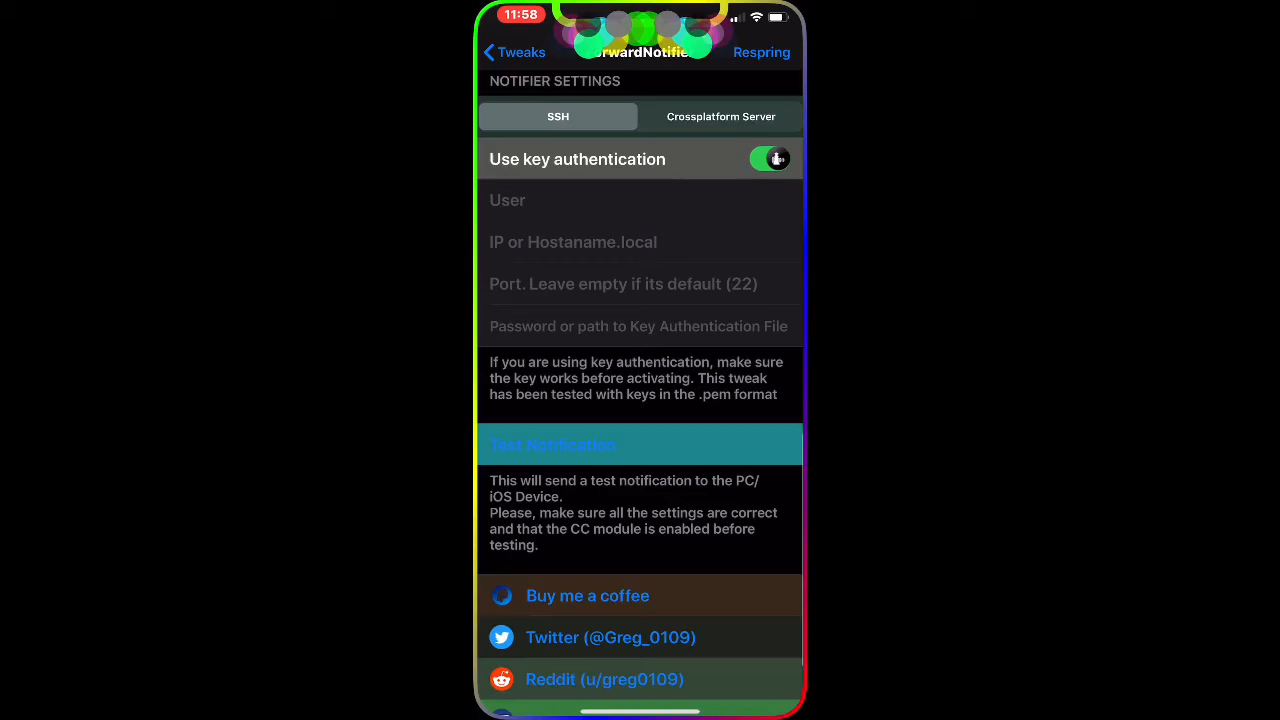 11:58
Tweaks
ForwardNotifier
Respring
NOTIFIER SETTINGS
SSH
Crossplatform Server
Use key authentication
User
IP or Hostaname.local
Port. Leave empty if its default (22)
Password or path to Key Authentication File
If you are using key authentication, make sure
the key works before activating. This tweak
has been tested with keys in the .pem format
Test Notification
This will send a test notification to the PC/
iOS Device.
Please, make sure all the settings are correct
and that the CC module is enabled before
testing.
Buy me a coffee
Twitter (@Greg_0109)
Reddit (u/greg0109)